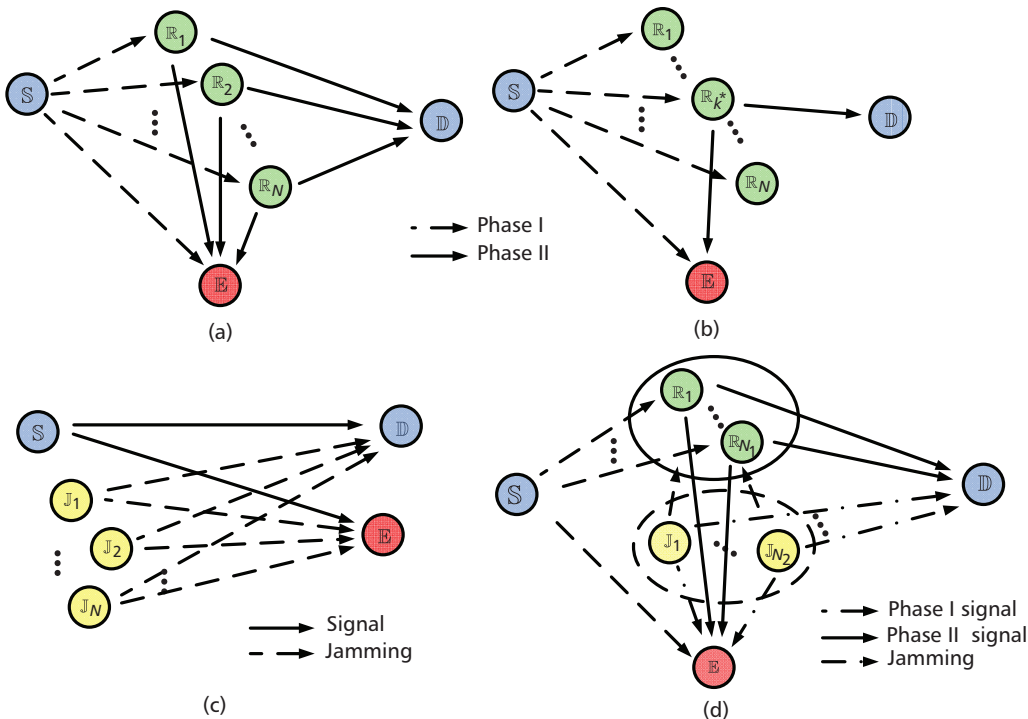 𝕊
ℝ1
ℝ2
ℝN
𝔻
𝔼
Phase I
Phase II
(a)
𝕊
ℝ1
ℝk*
ℝN
𝔻
𝔼
(b)
𝕊
𝔻
𝕁1
𝕁2
𝕁N
𝔼
Signal
Jamming
(c)
𝕊
ℝ1
ℝN1
𝔻
𝕁1
𝕁N2
𝔼
Phase I signal
Phase II signal
Jamming
(d)